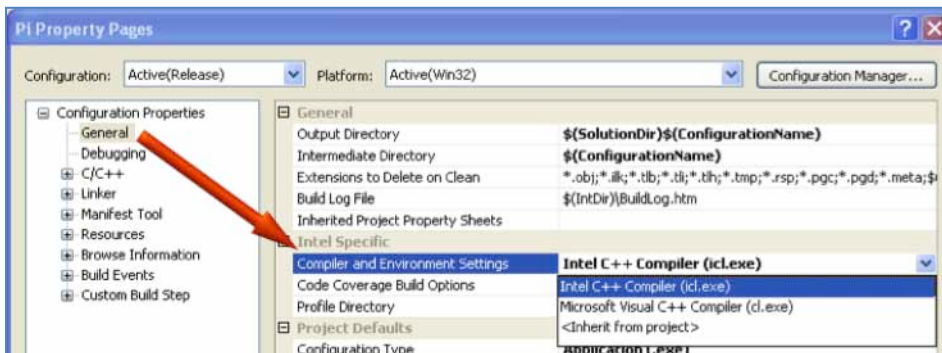 Pi Property Pages
Configuration: Active(Release) Platform: Active(Win32) Configuration Manager...
Configuration Properties
General
Debugging
C/C++
Linker
Manifest Tool
Resources
Browse Information
Build Events
Custom Build Step
General
Output Directory $(SolutionDir)$(ConfigurationName)
Intermediate Directory $(ConfigurationName)
Extensions to Delete on Clean *.obj;*.ilk;*.tlb;*.tli;*.tlh;*.tmp;*.rsp;*.pgc;*.pgd;*.meta;
Build Log File $(IntDir)\BuildLog.htm
Inherited Project Property Sheets
Intel Specific
Compiler and Environment Settings Intel C++ Compiler (icl.exe)
Code Coverage Build Options Intel C++ Compiler (icl.exe)
Profile Directory Microsoft Visual C++ Compiler (cl.exe)
<Inherit from project>
Project Defaults
Configuration Type Application (.exe)